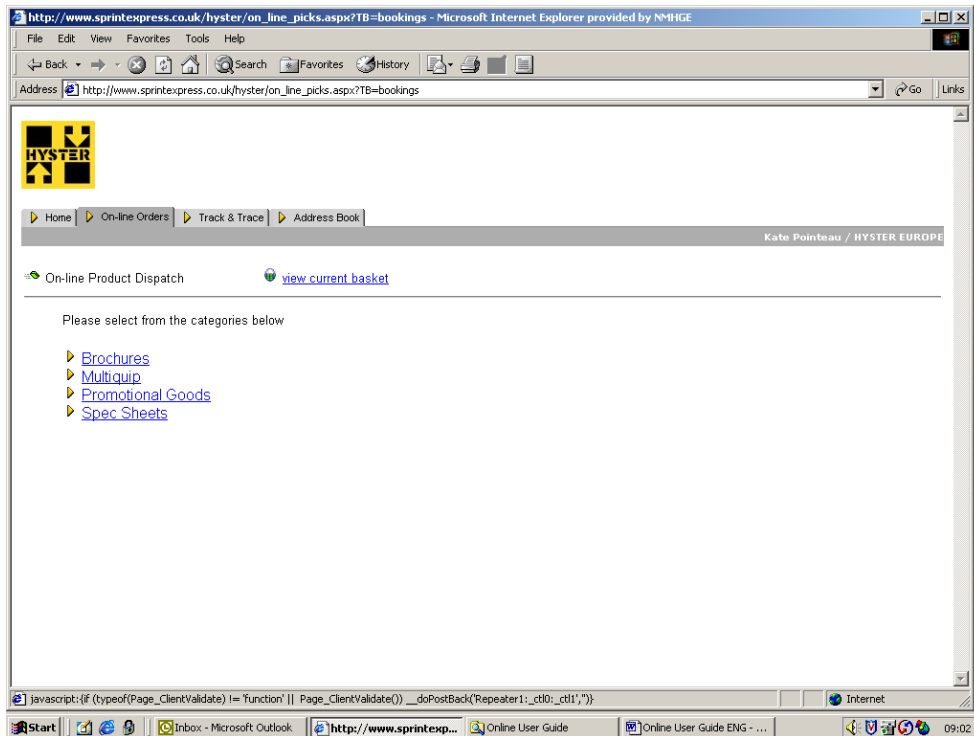 http://www.sprintexpress.co.uk/hyster/on_line_picks.aspx?TB=bookings - Microsoft Internet Explorer provided by NMHGE
File Edit View Favorites Tools Help
Back Search Favorites History
Address http://www.sprintexpress.co.uk/hyster/on_line_picks.aspx?TB=bookings Go Links
HYSTER
Home On-line Orders Track & Trace Address Book
Kate Pointeau / HYSTER EUROPE
On-line Product Dispatch view current basket
Please select from the categories below
Brochures
Multiquip
Promotional Goods
Spec Sheets
javascript:{if (typeof(Page_ClientValidate) != 'function' || Page_ClientValidate()) __doPostBack('Repeater1:_ctl0:_ctl1','')} Internet
Start Inbox - Microsoft Outlook http://www.sprintexp... Online User Guide Online User Guide ENG - ... 09:02